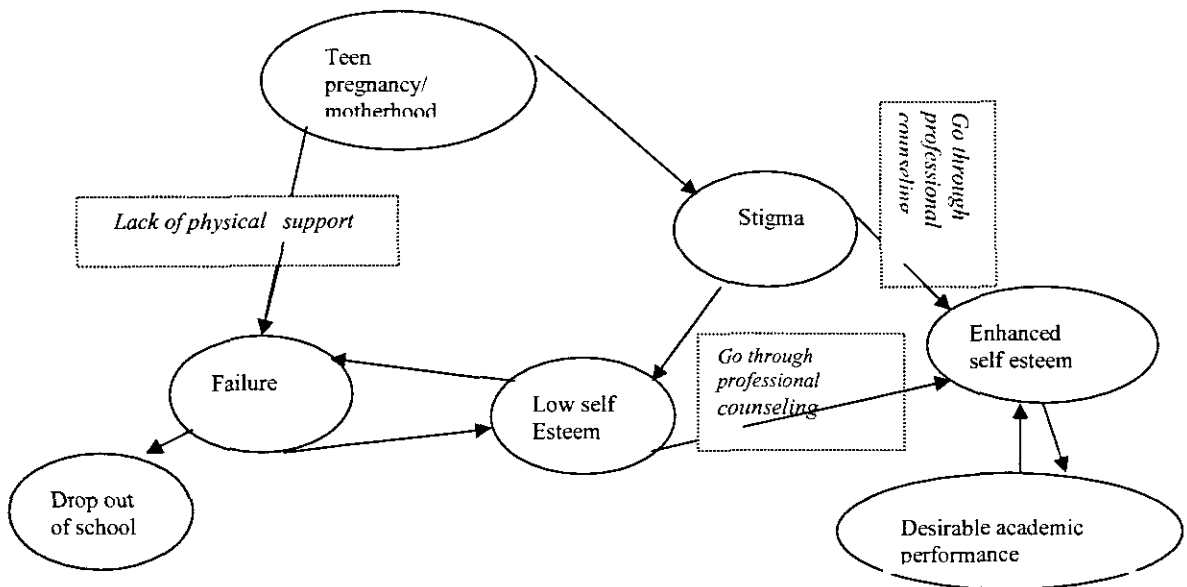 Teen
pregnancy/
motherhood
Go through
professional
counseling
Lack of physical support
Stigma
Enhanced
self esteem
Go through
professional
counseling
Failure
Low self
Esteem
Drop out
of school
Desirable academic
performance